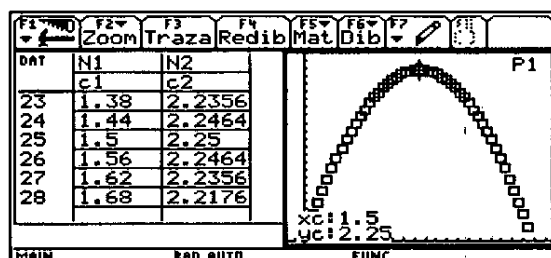 F1 F2 Zoom F3 Traza F4 Redib F5 Mat F6 Dib F7
DAT N1 N2 P1
c1 c2
23 1.38 2.2356
24 1.44 2.2464
25 1.5 2.25
26 1.56 2.2464
27 1.62 2.2356
28 1.68 2.2176
xc:1.5
yc:2.25
MAIN RAD AUTO FUNC